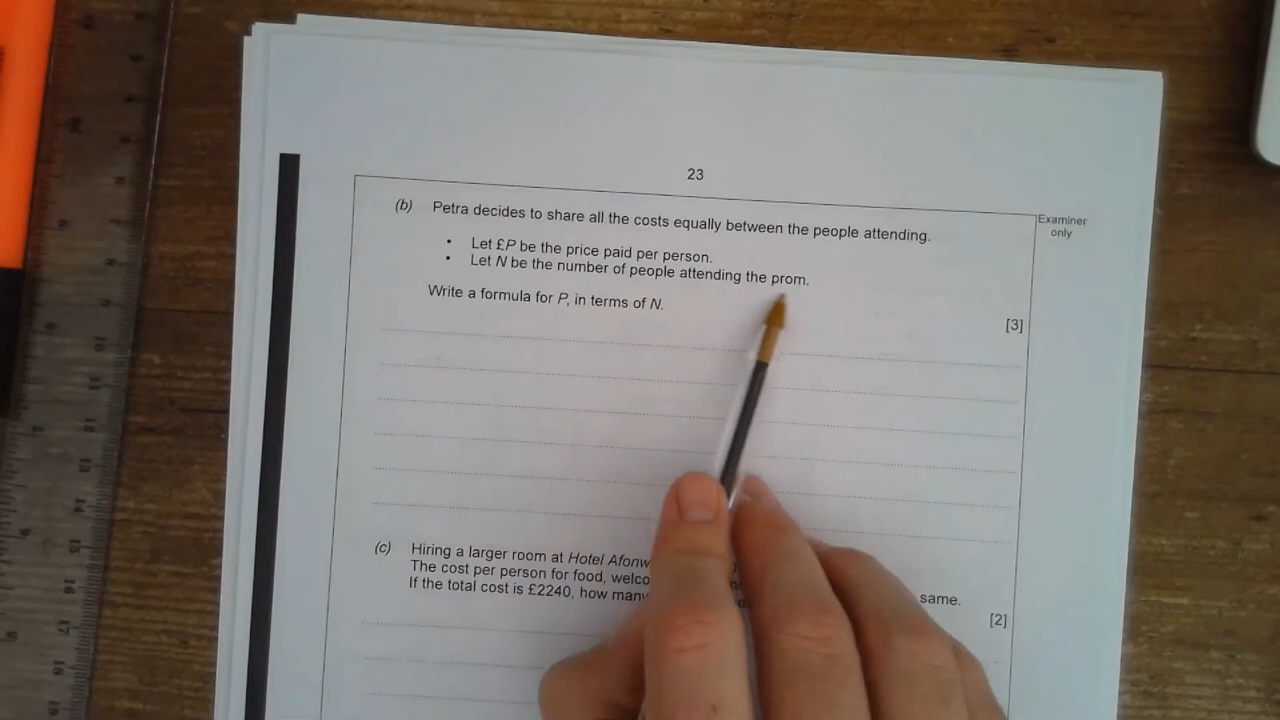 23
Examiner
only
(b) Petra decides to share all the costs equally between the people attending.
• Let £P be the price paid per person.
• Let N be the number of people attending the prom.
Write a formula for P, in terms of N.
[3]
(c) Hiring a larger room at Hotel
The cost per person for food, same.
If the total cost is £2240, how many
[2]